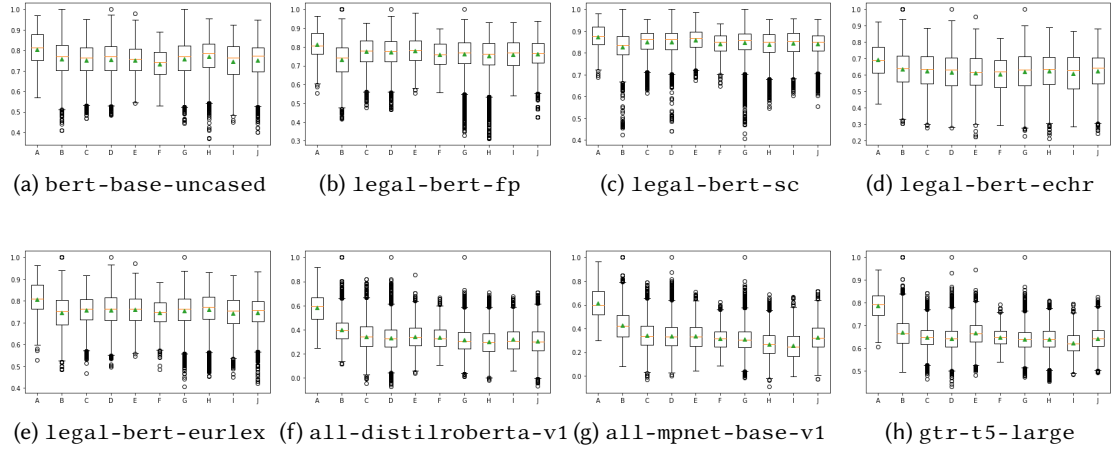 1.0 1.0 1.0 1.0
0.9 0.9 0.9 0.9
0.8 0.8 0.8 0.8
0.7 0.7 0.7 0.7
0.6 0.6 0.6 0.6
0.5 0.5 0.5 0.5
0.4 0.4 0.4 0.4
0.3 0.3
0.2
A B C D E F G H I J A B C D E F G H I J A B C D E F G H I J A B C D E F G H I J
(a) bert-base-uncased (b) legal-bert-fp (c) legal-bert-sc (d) legal-bert-echr
1.0 1.0 1.0 1.0
0.9 0.8 0.8 0.9
0.8 0.6 0.6 0.8
0.7 0.4 0.4 0.7
0.6 0.2 0.2 0.6
0.5 0.0 0.0 0.5
0.4
A B C D E F G H I J A B C D E F G H I J A B C D E F G H I J A B C D E F G H I J
(e) legal-bert-eurlex (f) all-distilroberta-v1 (g) all-mpnet-base-v1 (h) gtr-t5-large